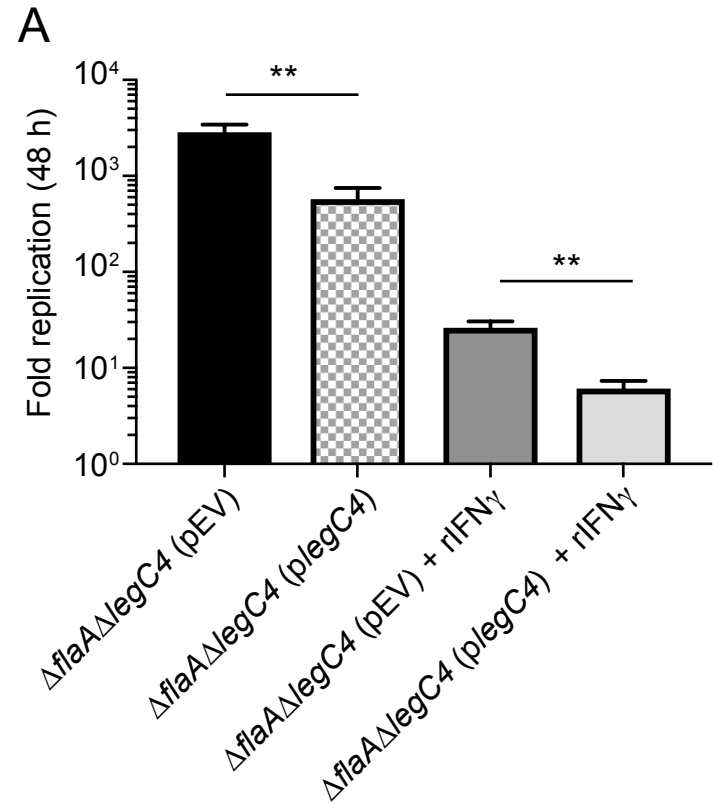 A
Fold replication (48 h)
10⁴
10³
10²
10¹
10⁰
**
**
ΔflaAΔlegC4 (pEV)
ΔflaAΔlegC4 (plegC4)
ΔflaAΔlegC4 (pEV) + rIFNγ
ΔflaAΔlegC4 (plegC4) + rIFNγ